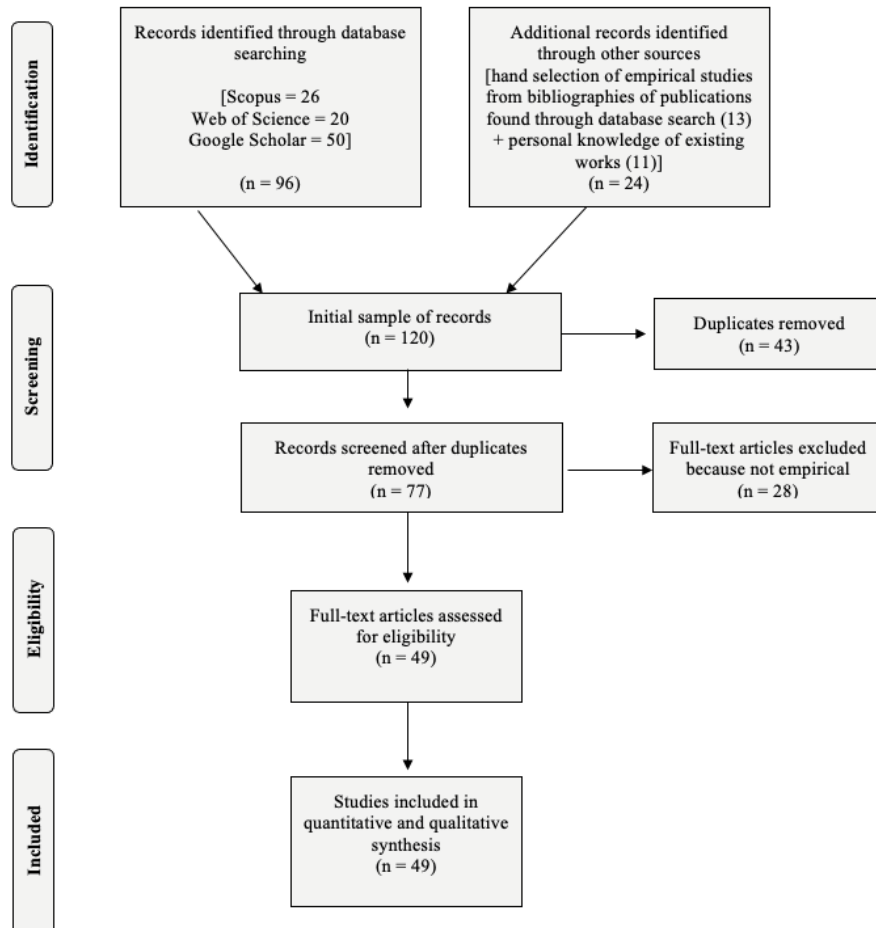 Identification
Records identified through database
searching
[Scopus = 26
Web of Science = 20
Google Scholar = 50]
(n = 96)
Additional records identified
through other sources
[hand selection of empirical studies
from bibliographies of publications
found through database search (13)
+ personal knowledge of existing
works (11)]
(n = 24)
Screening
Initial sample of records
(n = 120)
Duplicates removed
(n = 43)
Records screened after duplicates
removed
(n = 77)
Full-text articles excluded
because not empirical
(n = 28)
Eligibility
Full-text articles assessed
for eligibility
(n = 49)
Included
Studies included in
quantitative and qualitative
synthesis
(n = 49)